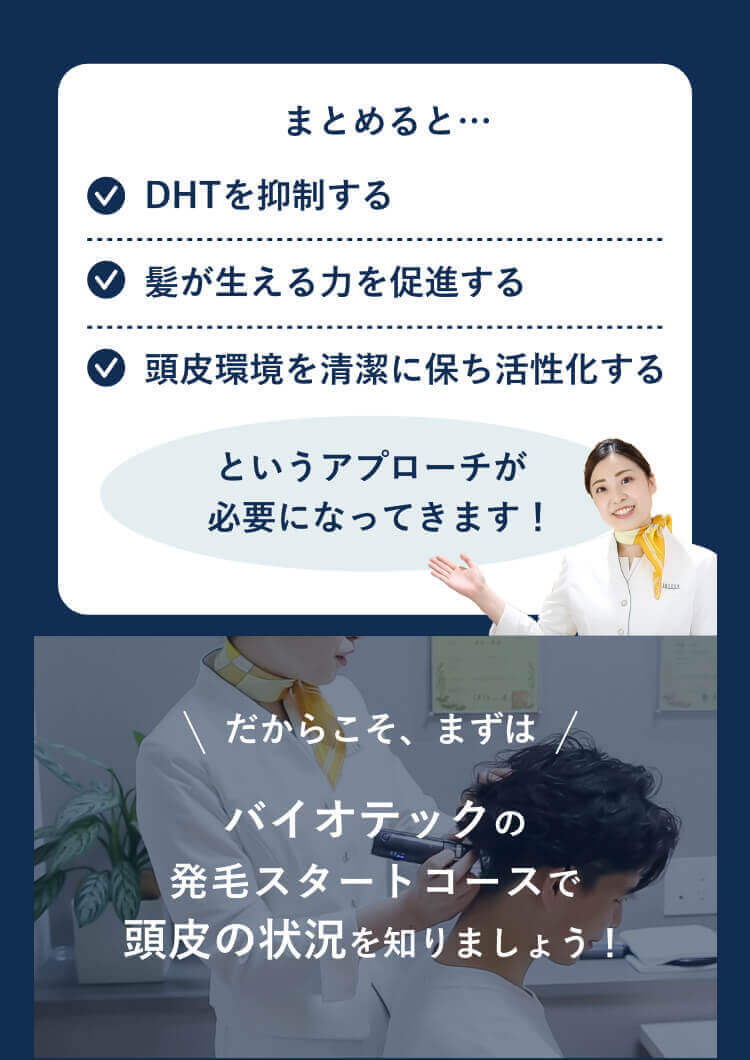 まとめると…
DHTを抑制する
髪が生える力を促進する
頭皮環境を清潔に保ち活性化する
というアプローチが
必要になってきます！
だからこそ、まずは
バイオテックの
発毛スタートコースで
頭皮の状況を知りましょう！